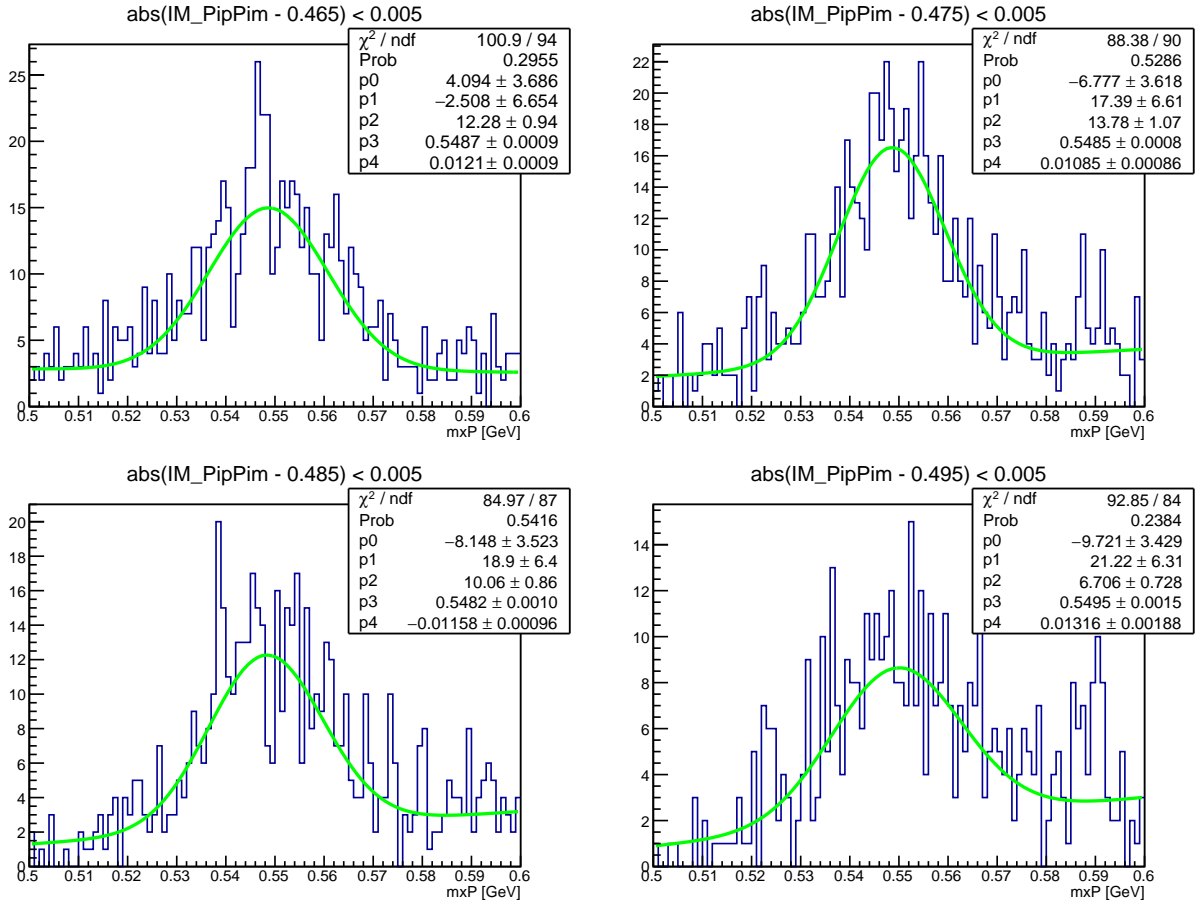 abs(IM_PipPim - 0.465) < 0.005
χ² / ndf 100.9 / 94
Prob 0.2955
p0 4.094 ± 3.686
p1 −2.508 ± 6.654
p2 12.28 ± 0.94
p3 0.5487 ± 0.0009
p4 0.0121 ± 0.0009
25
20
15
10
5
0
0.5 0.51 0.52 0.53 0.54 0.55 0.56 0.57 0.58 0.59 0.6
mxP [GeV]
abs(IM_PipPim - 0.475) < 0.005
χ² / ndf 88.38 / 90
Prob 0.5286
p0 −6.777 ± 3.618
p1 17.39 ± 6.61
p2 13.78 ± 1.07
p3 0.5485 ± 0.0008
p4 0.01085 ± 0.00086
22
20
18
16
14
12
10
8
6
4
2
0
0.5 0.51 0.52 0.53 0.54 0.55 0.56 0.57 0.58 0.59 0.6
mxP [GeV]
abs(IM_PipPim - 0.485) < 0.005
χ² / ndf 84.97 / 87
Prob 0.5416
p0 −8.148 ± 3.523
p1 18.9 ± 6.4
p2 10.06 ± 0.86
p3 0.5482 ± 0.0010
p4 −0.01158 ± 0.00096
20
18
16
14
12
10
8
6
4
2
0
0.5 0.51 0.52 0.53 0.54 0.55 0.56 0.57 0.58 0.59 0.6
mxP [GeV]
abs(IM_PipPim - 0.495) < 0.005
χ² / ndf 92.85 / 84
Prob 0.2384
p0 −9.721 ± 3.429
p1 21.22 ± 6.31
p2 6.706 ± 0.728
p3 0.5495 ± 0.0015
p4 0.01316 ± 0.00188
14
12
10
8
6
4
2
0
0.5 0.51 0.52 0.53 0.54 0.55 0.56 0.57 0.58 0.59 0.6
mxP [GeV]